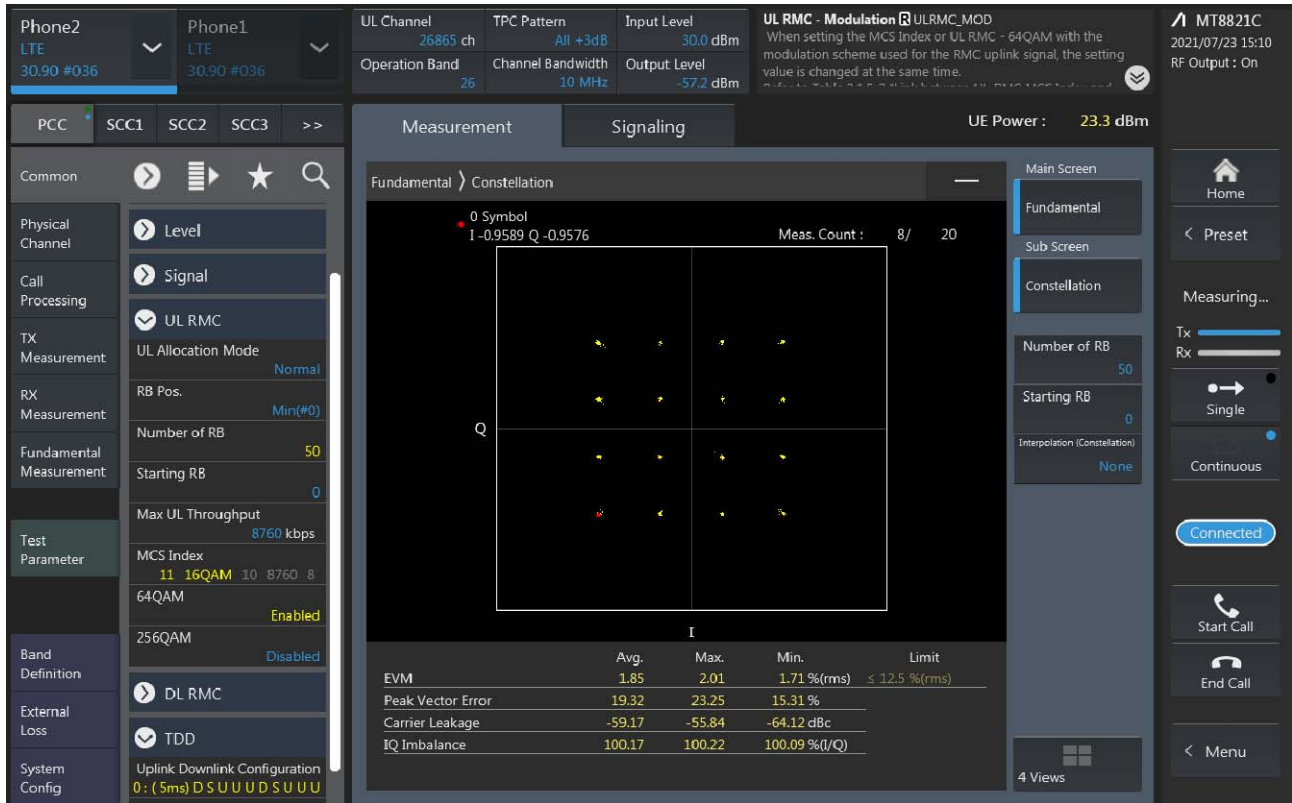 Phone2
LTE
30.90 #036
Phone1
LTE
30.90 #036
UL Channel
26865 ch
TPC Pattern
All +3dB
Input Level
30.0 dBm
Operation Band
26
Channel Bandwidth
10 MHz
Output Level
-57.2 dBm
UL RMC - Modulation R ULRMC_MOD
When setting the MCS Index or UL RMC - 64QAM with the
modulation scheme used for the RMC uplink signal, the setting
value is changed at the same time.
MT8821C
2021/07/23 15:10
RF Output : On
PCC
SCC1
SCC2
SCC3
>>
Measurement
Signaling
UE Power : 23.3 dBm
Common
Physical
Channel
Call
Processing
TX
Measurement
RX
Measurement
Fundamental
Measurement
Test
Parameter
Band
Definition
External
Loss
System
Config
Level
Signal
UL RMC
UL Allocation Mode
Normal
RB Pos.
Min(#0)
Number of RB
50
Starting RB
0
Max UL Throughput
8760 kbps
MCS Index
11 16QAM 10 8760 8
64QAM
Enabled
256QAM
Disabled
DL RMC
TDD
Uplink Downlink Configuration
0 : ( 5ms) D S U U U D S U U U
Fundamental ⟩ Constellation
0 Symbol
I -0.9589 Q -0.9576
Meas. Count : 8/ 20
Q
I
Avg. Max. Min. Limit
EVM 1.85 2.01 1.71 %(rms) ≤ 12.5 %(rms)
Peak Vector Error 19.32 23.25 15.31 %
Carrier Leakage -59.17 -55.84 -64.12 dBc
IQ Imbalance 100.17 100.22 100.09 %(I/Q)
Main Screen
Fundamental
Sub Screen
Constellation
Number of RB
50
Starting RB
0
Interpolation (Constellation)
None
4 Views
Home
< Preset
Measuring...
Tx
Rx
Single
Continuous
Connected
Start Call
End Call
< Menu